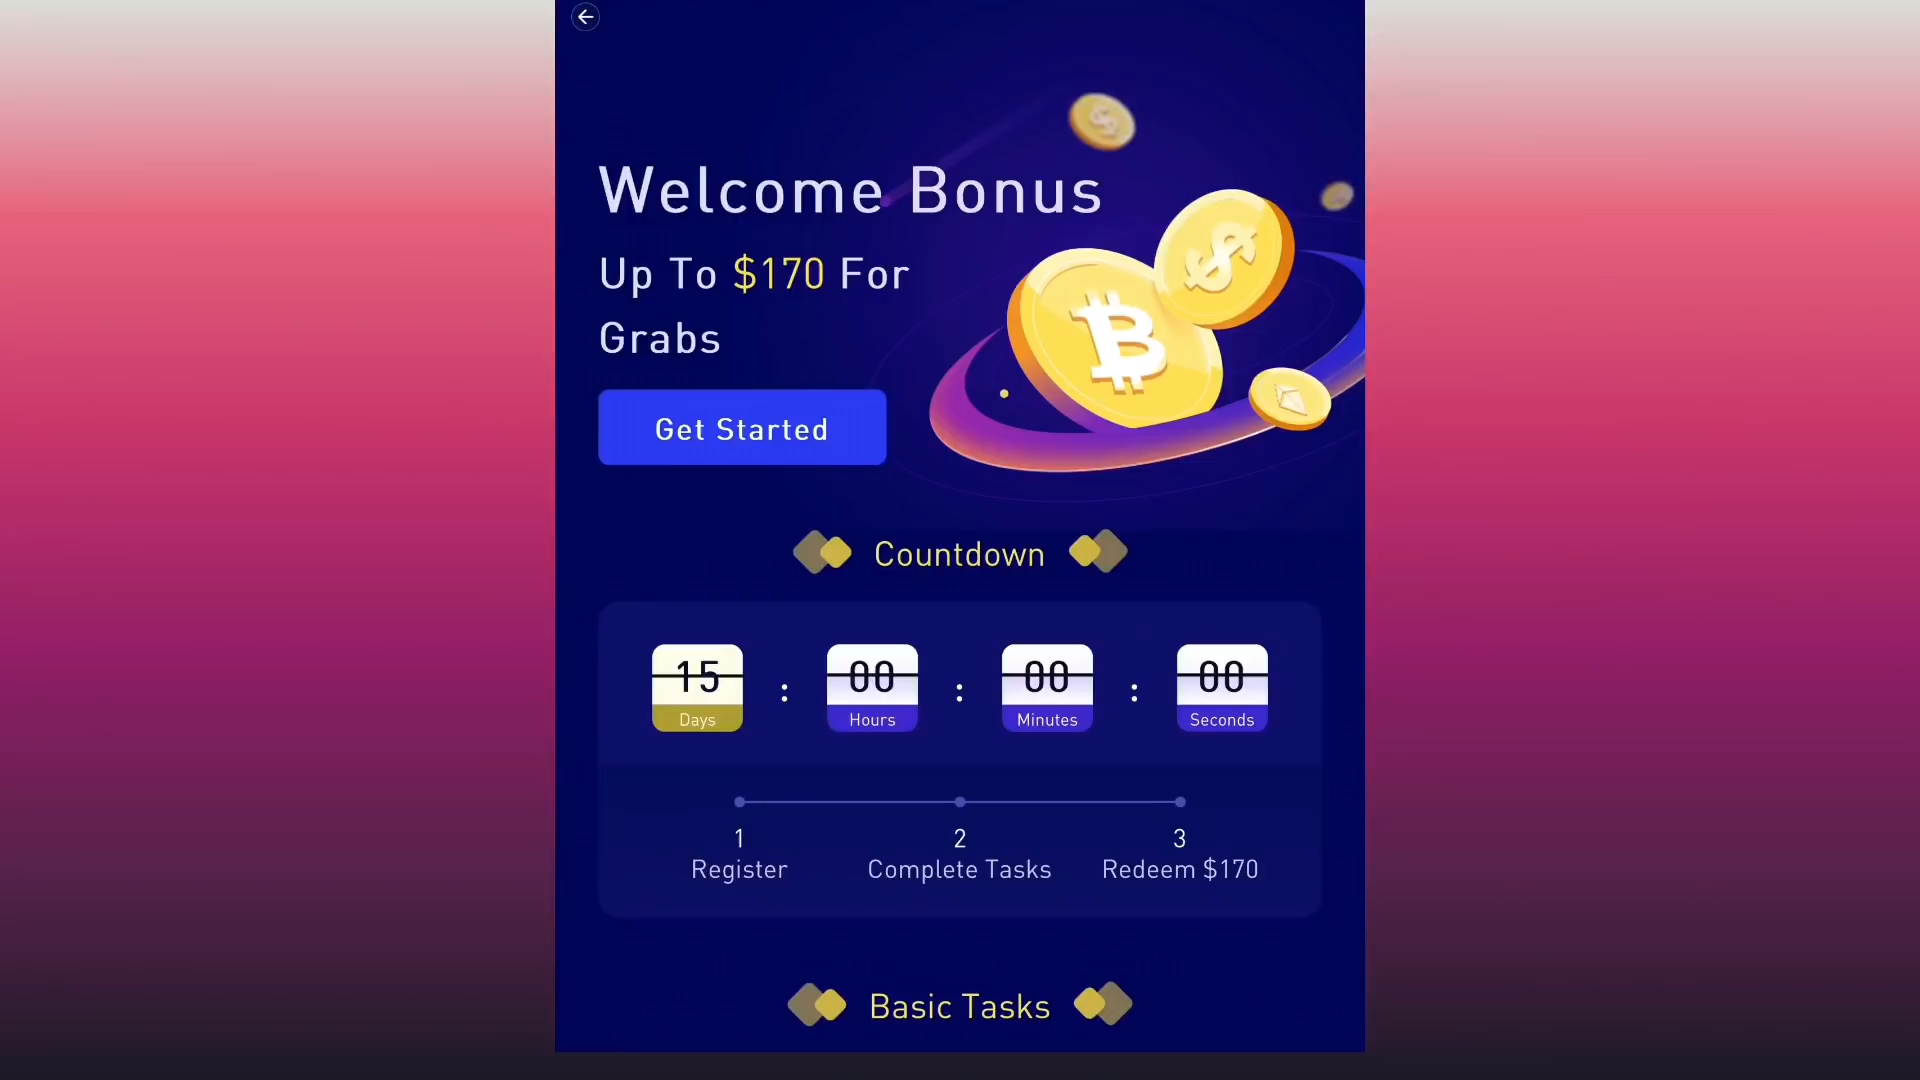 Welcome Bonus
Up To $170 For
Grabs
Get Started
Countdown
15 : 00 : 00 : 00
Days Hours Minutes Seconds
1 2 3
Register Complete Tasks Redeem $170
Basic Tasks